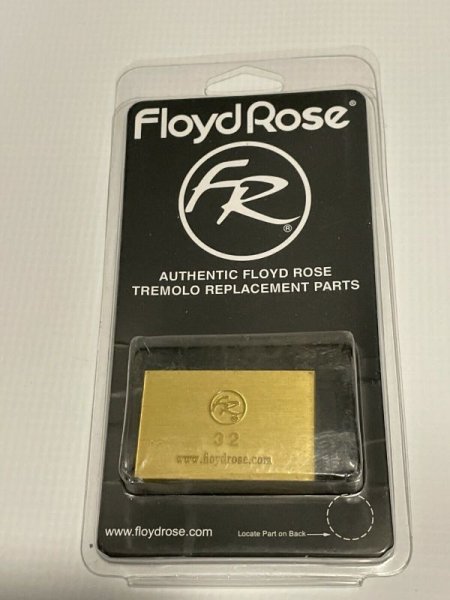 FloydRose®
FR®
AUTHENTIC FLOYD ROSE
TREMOLO REPLACEMENT PARTS
FR
32
www.floydrose.com
www.floydrose.com
Locate Part on Back